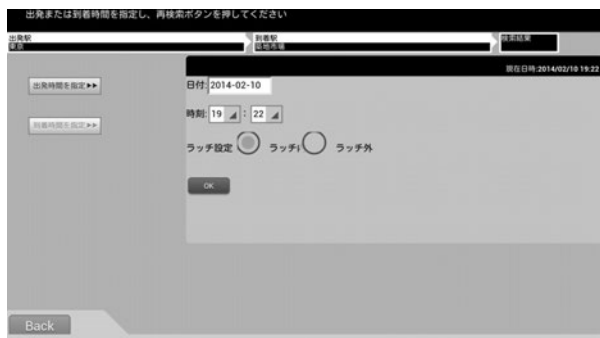 出発または到着時間を指定し、再検索ボタンを押してください
出発駅
東京
到着駅
築地市場
検索結果
現在日時:2014/02/10 19:22
出発時間を指定▶▶
到着時間を指定▶▶
日付: 2014-02-10
時刻: 19 : 22
ラッチ設定 ラッチ ラッチ外
OK
Back